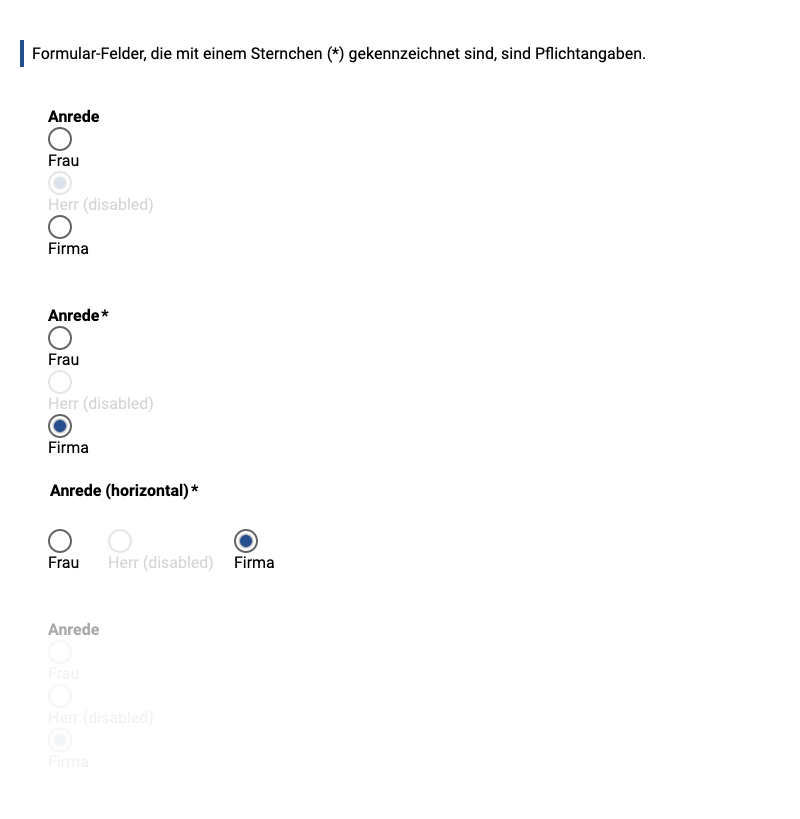 Formular-Felder, die mit einem Sternchen (*) gekennzeichnet sind, sind Pflichtangaben.
Anrede
Frau
Herr (disabled)
Firma
Anrede*
Frau
Herr (disabled)
Firma
Anrede (horizontal)*
Frau Herr (disabled) Firma
Anrede
Frau
Herr (disabled)
Firma